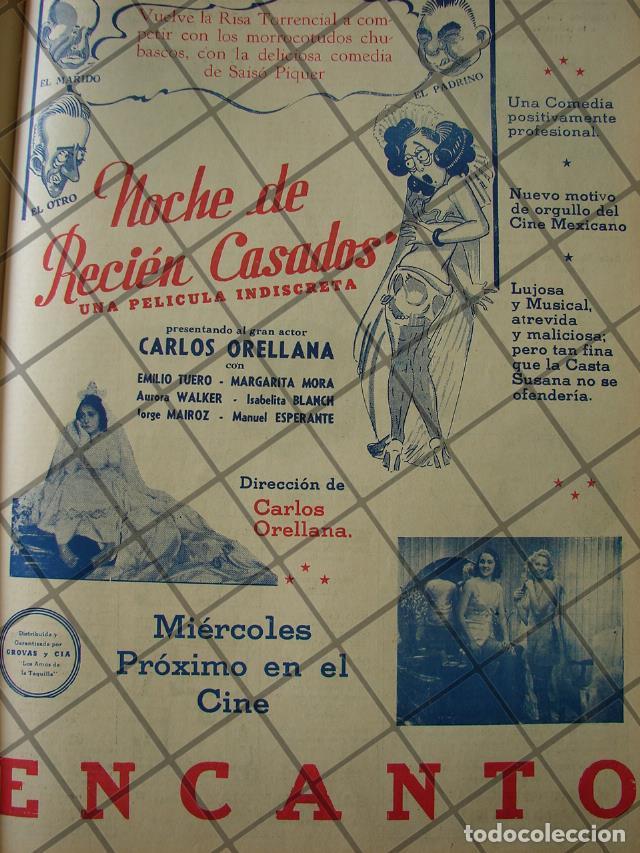 Vuelve la Risa Torrencial a com-
petir con los morrocotudos chu-
bascos, con la deliciosa comedia
de Saisó Piquer
EL MARIDO
EL PADRINO
EL OTRO
Noche de
Recién Casados
UNA PELICULA INDISCRETA
presentando al gran actor
CARLOS ORELLANA
con
EMILIO TUERO - MARGARITA MORA
Aurora WALKER - Isabelita BLANCH
Jorge MAIROZ - Manuel ESPERANTE
Dirección de
Carlos
Orellana.
Una Comedia
positivamente
profesional.
Nuevo motivo
de orgullo del
Cine Mexicano
Lujosa
y Musical,
atrevida
y maliciosa;
pero tan fina
que la Casta
Susana no se
ofendería.
Distribuida y
Garantizada por
GROVAS y CIA
"Los Amos de
la Taquilla"
Miércoles
Próximo en el
Cine
ENCANTO
todocoleccion
todocoleccion.net